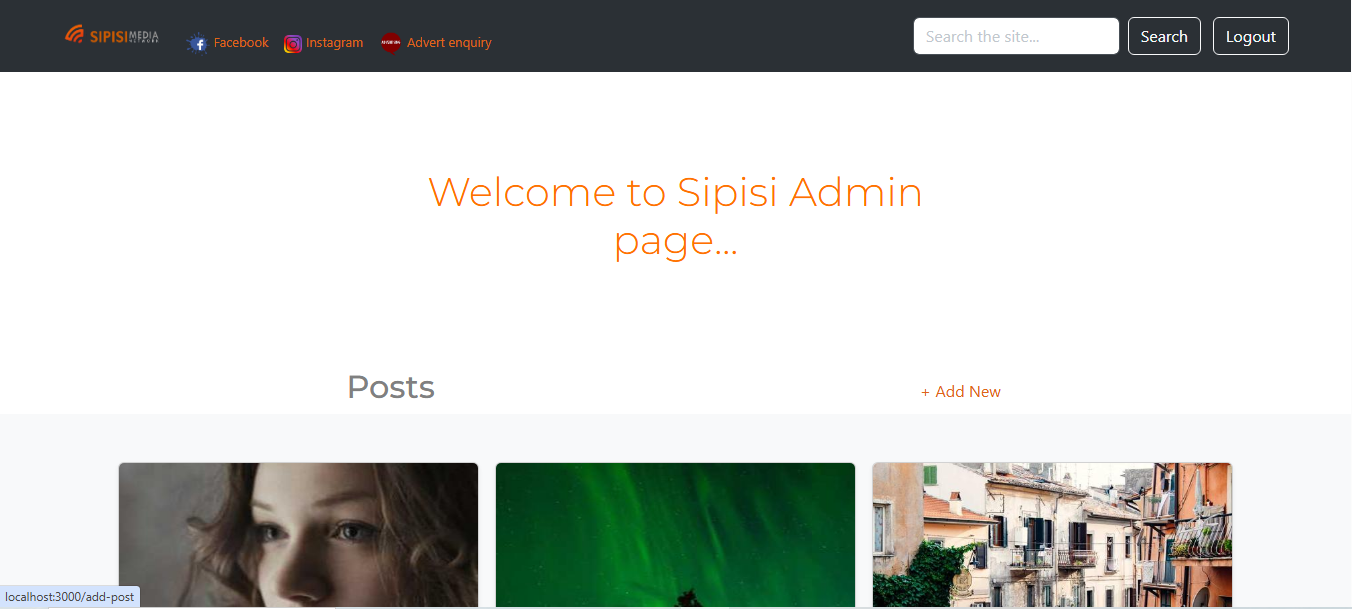 SIPISI MEDIA
NETWORK
Facebook
Instagram
Advert enquiry
Search the site...
Search
Logout
Welcome to Sipisi Admin
page...
Posts
+ Add New
localhost:3000/add-post